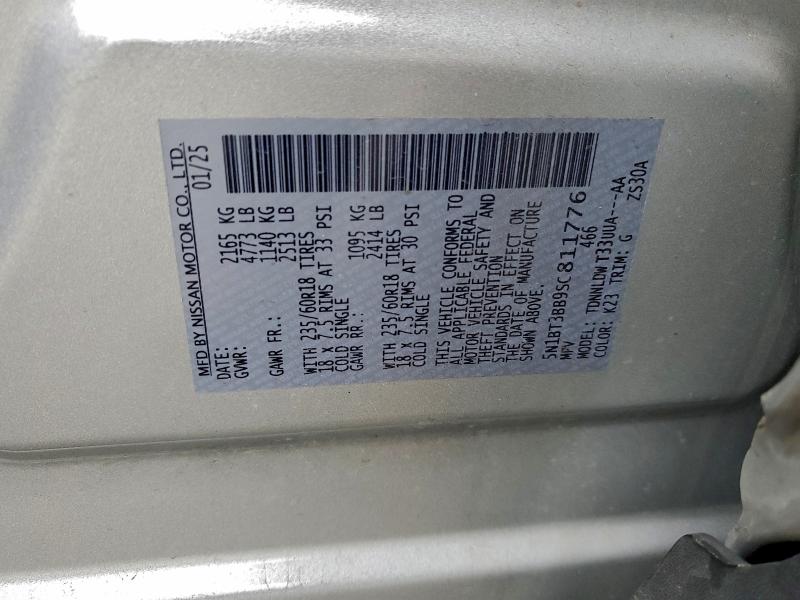 MFD BY NISSAN MOTOR CO., LTD.
DATE: 01/25
GVWR: 2165 KG
4773 LB
GAWR FR.: 1140 KG
2513 LB
WITH 235/60R18 TIRES
18 X 7.5 RIMS AT 33 PSI
COLD SINGLE
GAWR RR.: 1095 KG
2414 LB
WITH 235/60R18 TIRES
18 X 7.5 RIMS AT 30 PSI
COLD SINGLE
THIS VEHICLE CONFORMS TO
ALL APPLICABLE FEDERAL
MOTOR VEHICLE SAFETY AND
THEFT PREVENTION
STANDARDS IN EFFECT ON
THE DATE OF MANUFACTURE
SHOWN ABOVE.
5N1BT3BB9SC811776
MPV 466
MODEL: TDNNLDWT33UUA---AA
COLOR: K23 TRIM: G ZS30A